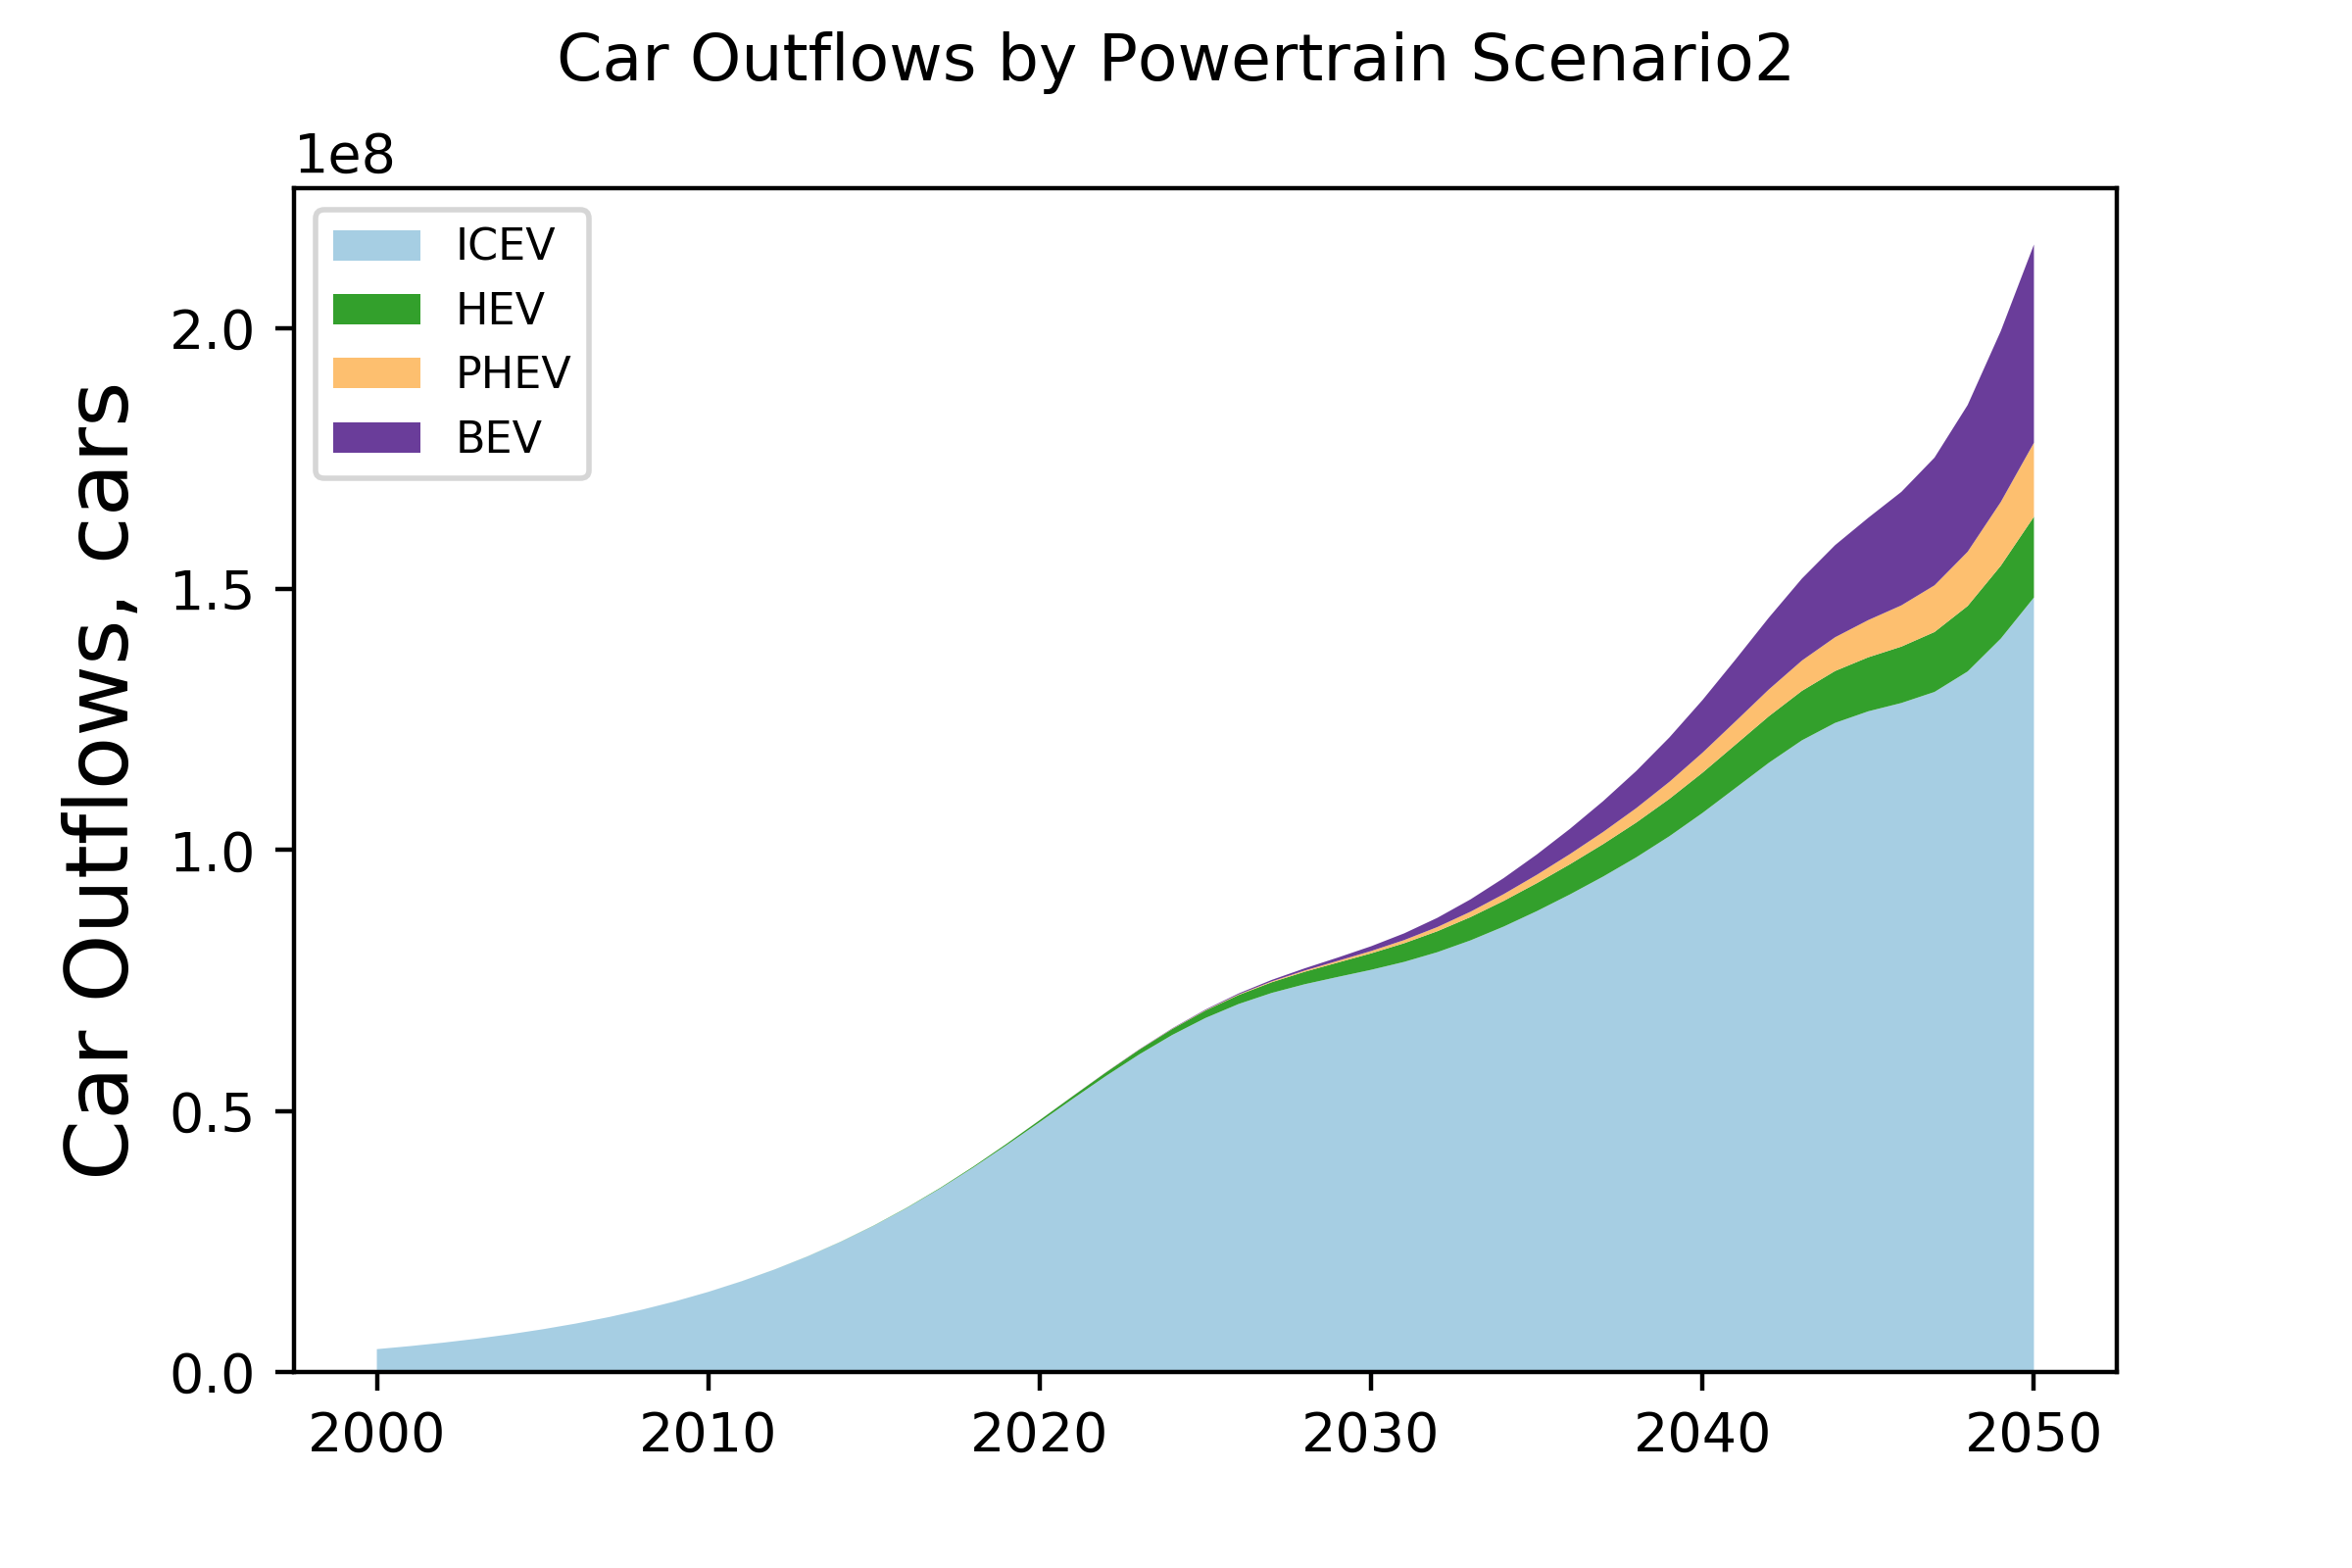 Car Outflows by Powertrain Scenario2
1e8
ICEV
HEV
PHEV
BEV
Car Outflows, cars
2.0
1.5
1.0
0.5
0.0
2000 2010 2020 2030 2040 2050